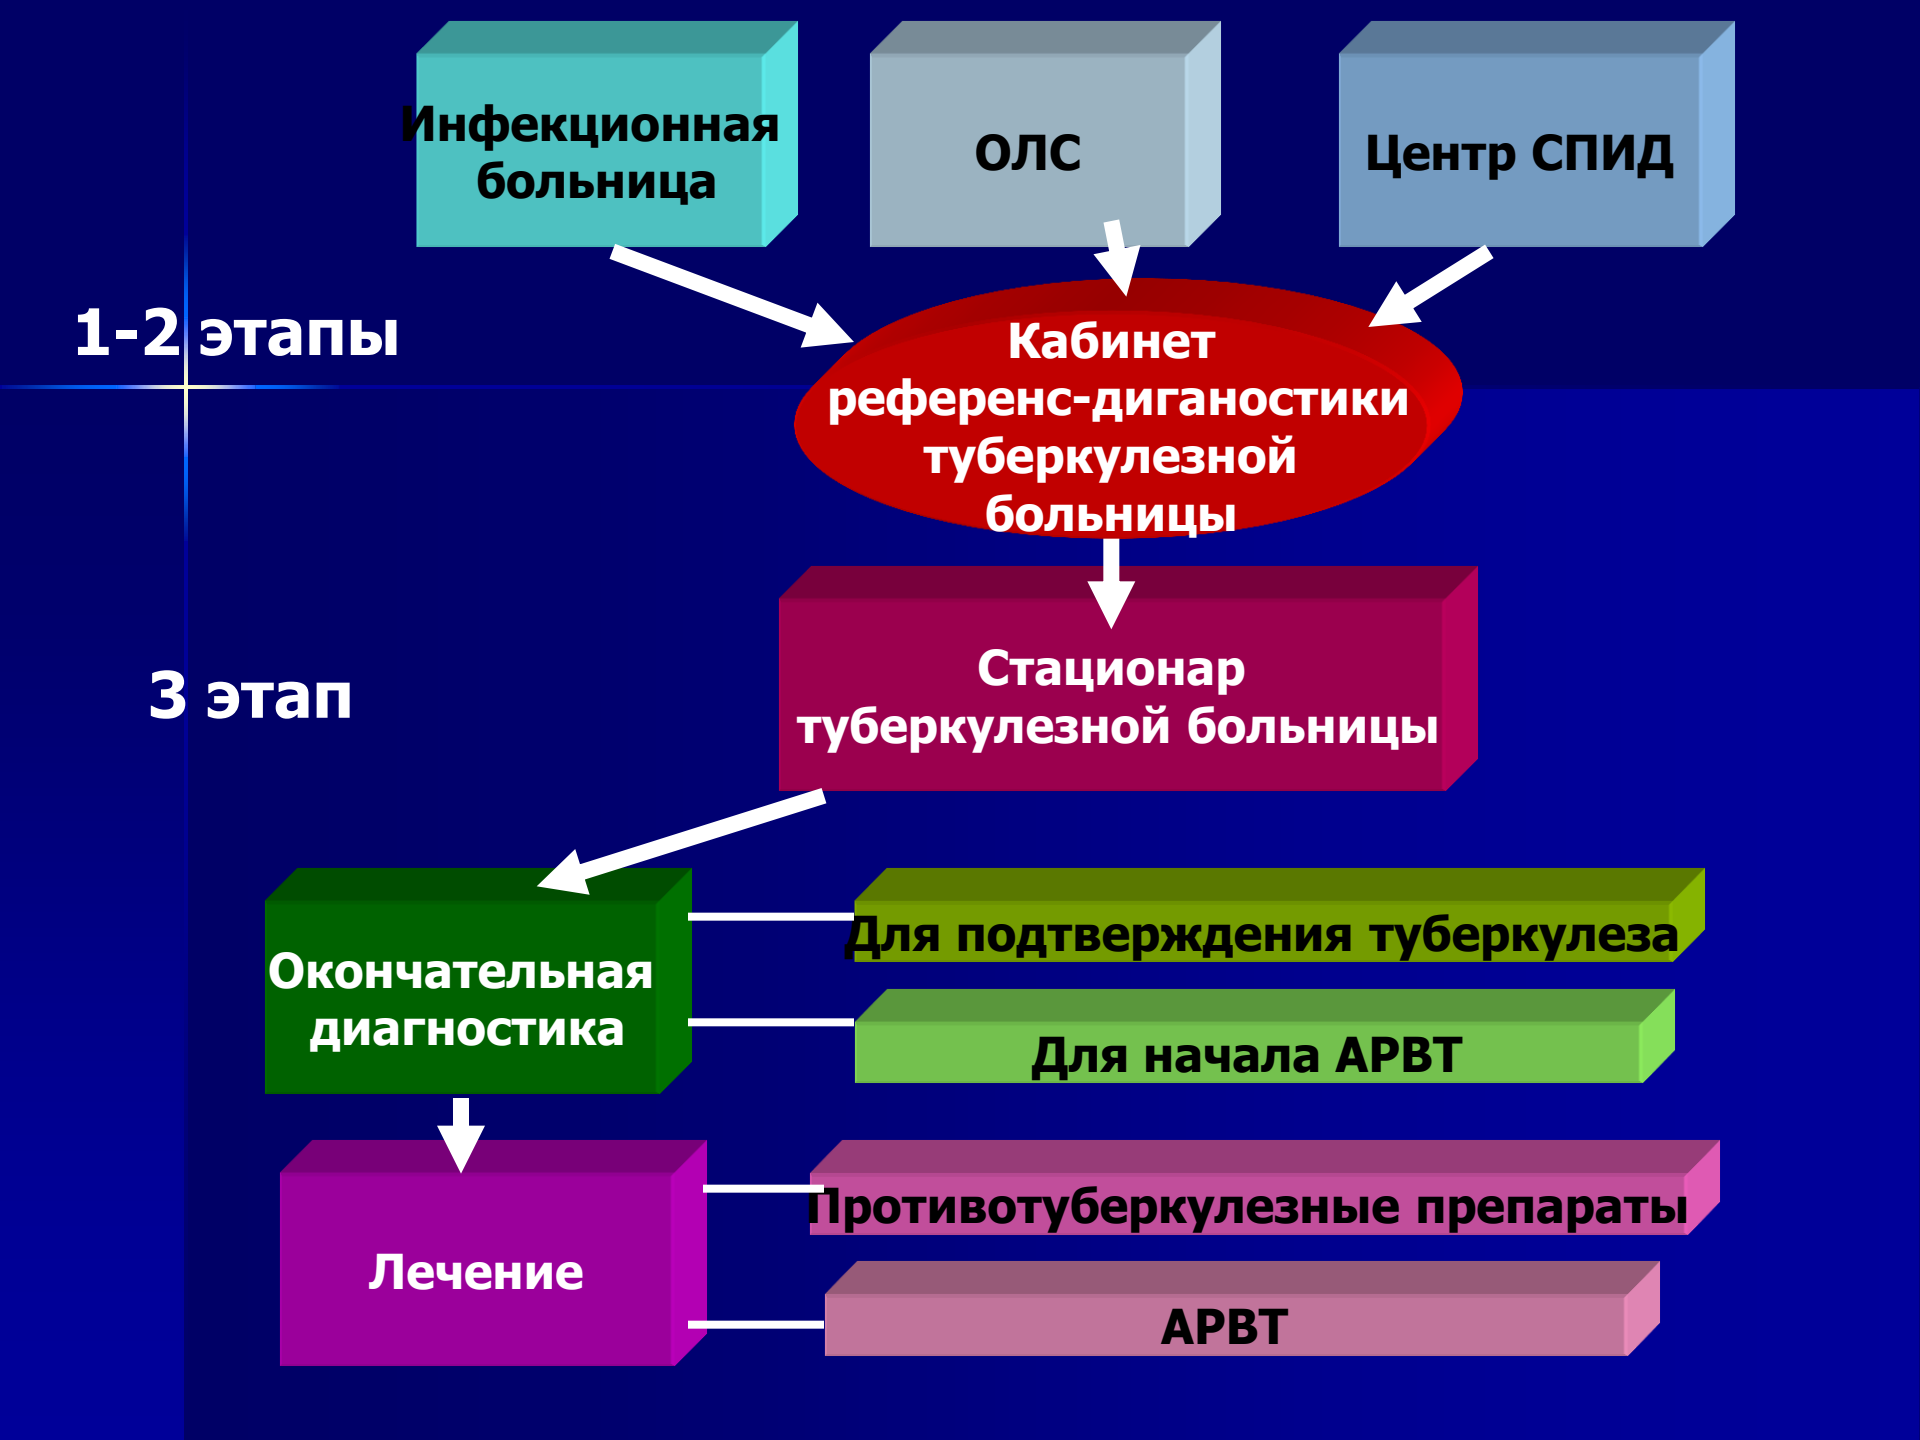 Инфекционная
больница
ОЛС
Центр СПИД
1-2 этапы
Кабинет
референс-диганостики
туберкулезной
больницы
3 этап
Стационар
туберкулезной больницы
Окончательная
диагностика
Для подтверждения туберкулеза
Для начала АРВТ
Лечение
Противотуберкулезные препараты
АРВТ